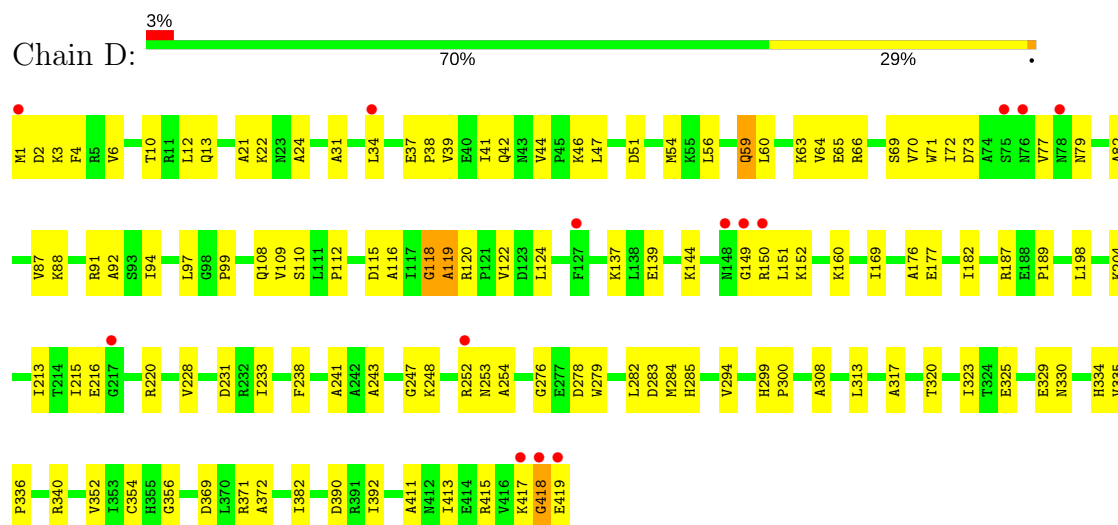 3%
Chain D:
70% 29% •
M1 D2 K3 F4 R5 V6 T10 R11 L12 Q13 A21 K22 N23 A24 A31 L34 E37 P38 V39 E40 I41 Q42 N43 V44 P45 K46 L47 D51 M54 K55 L56 Q59 L60 K63 V64 E65 R66 S69 V70 W71 I72 D73 A74 S75 N76 V77 N78 N79 A82
V87 K88 R91 A92 S93 I94 L97 G98 P99 Q108 V109 S110 L111 P112 D115 A116 I117 G118 A119 R120 P121 V122 D123 L124 F127 K137 L138 E139 K144 N148 G149 R150 L151 K152 K160 I169 A176 E177 I182 R187 E188 P189 L198 K204
I213 T214 I215 E216 G217 R220 V228 D231 R232 I233 F238 A241 A242 A243 G247 K248 R252 N253 A254 G276 E277 D278 W279 L282 D283 M284 H285 V294 H299 P300 A308 L313 A317 T320 I323 T324 E325 E329 N330 H334 V335
P336 R340 V352 I353 C354 H355 G356 D369 L370 R371 A372 I382 D390 R391 I392 A411 N412 I413 E414 R415 V416 K417 G418 E419